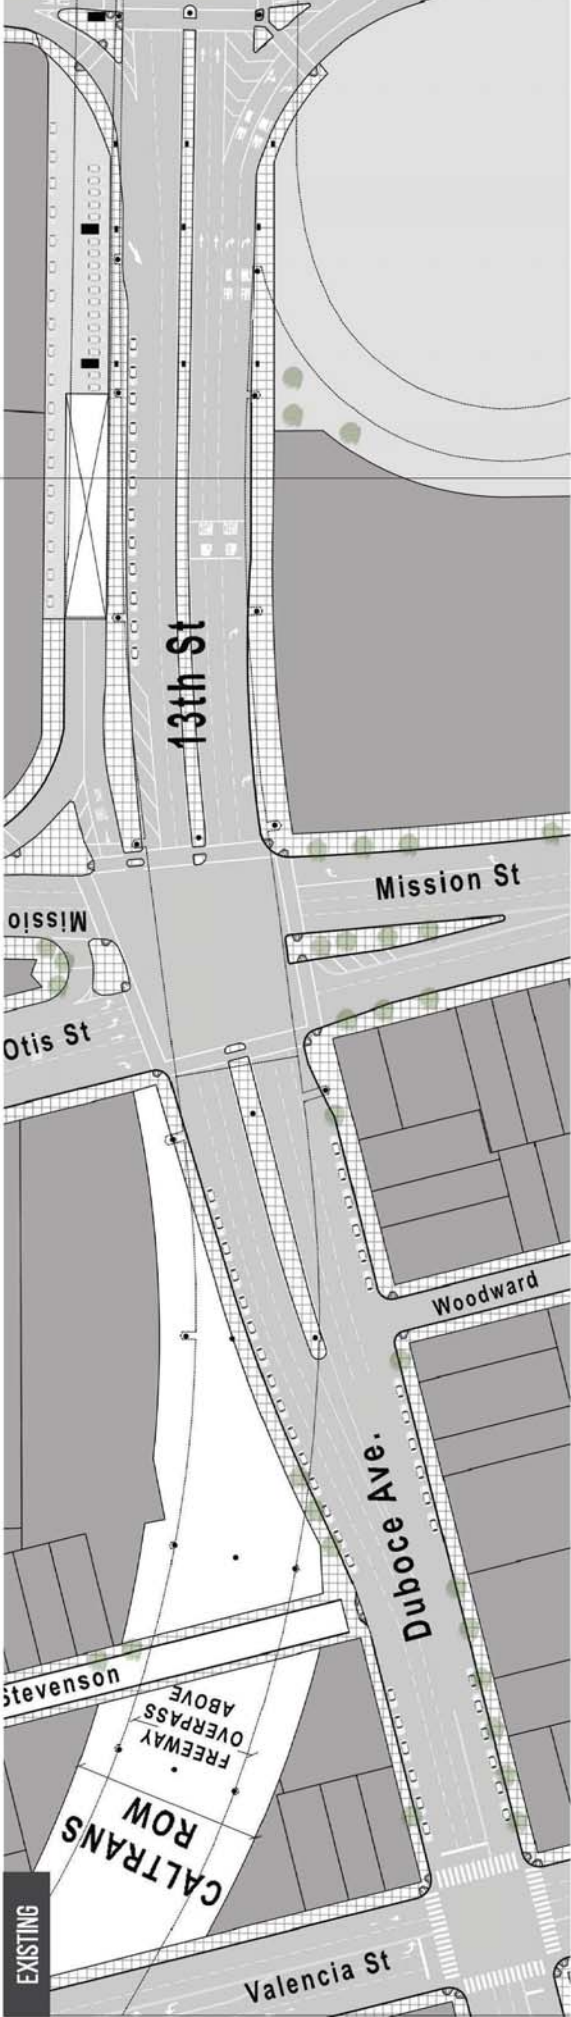 13th St
Mission St
Missio
Otis St
Woodward
Duboce Ave.
Stevenson
FREEWAY
OVERPASS
ABOVE
CALTRANS
ROW
EXISTING
Valencia St